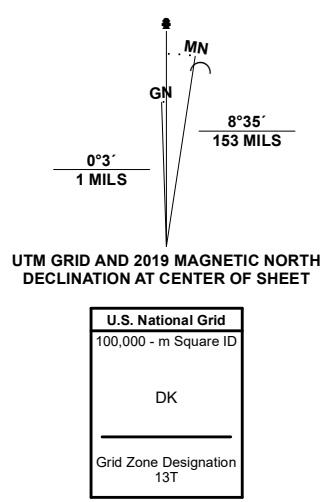 MN
GN
8°35´
153 MILS
0°3´
1 MILS
UTM GRID AND 2019 MAGNETIC NORTH
DECLINATION AT CENTER OF SHEET
U.S. National Grid
100,000 - m Square ID
DK
Grid Zone Designation
13T